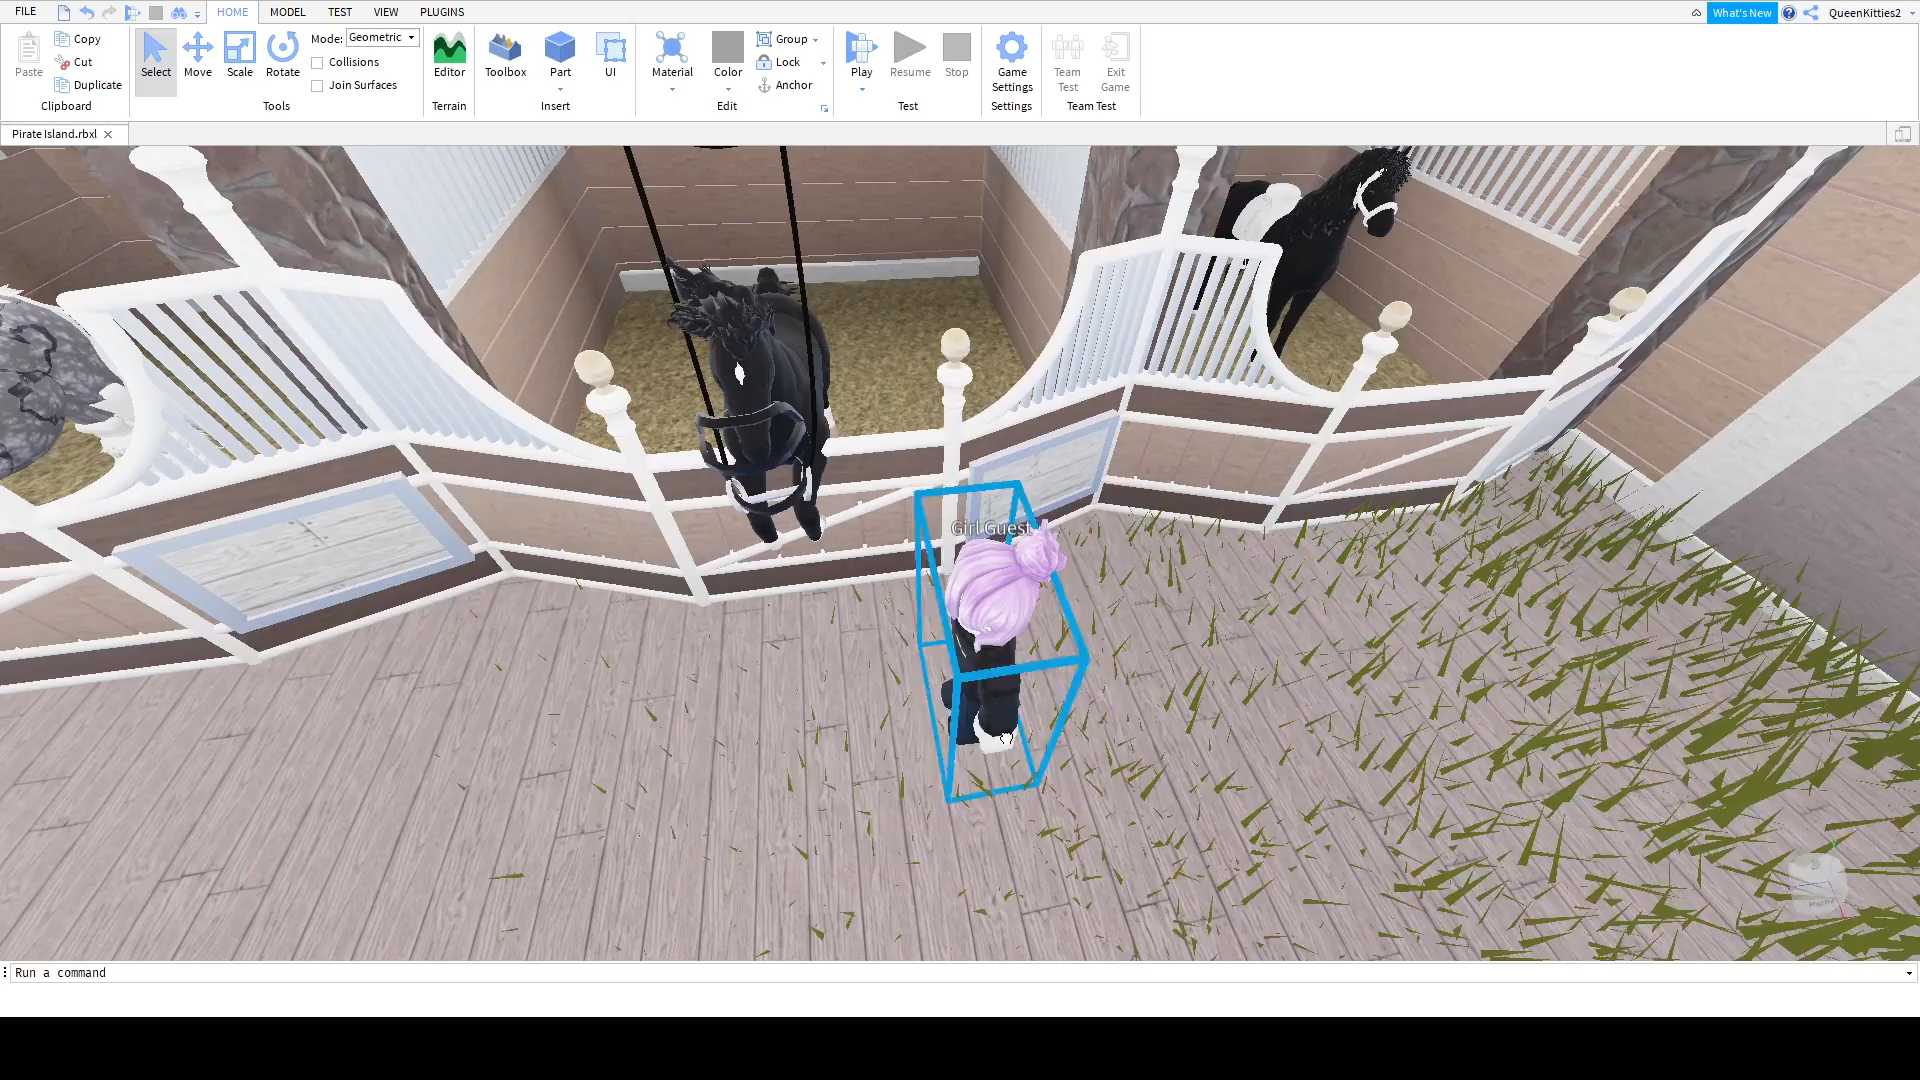 FILE HOME MODEL TEST VIEW PLUGINS What's New QueenKitties2
Paste Copy Cut Duplicate
Clipboard
Select Move Scale Rotate
Mode: Geometric
Collisions
Join Surfaces
Tools
Editor
Terrain
Toolbox Part UI
Insert
Material Color Group Lock Anchor
Edit
Play Resume Stop
Test
Game Settings
Settings
Team Test Exit Game
Team Test
Pirate Island.rbxl
Girl Guest
Run a command